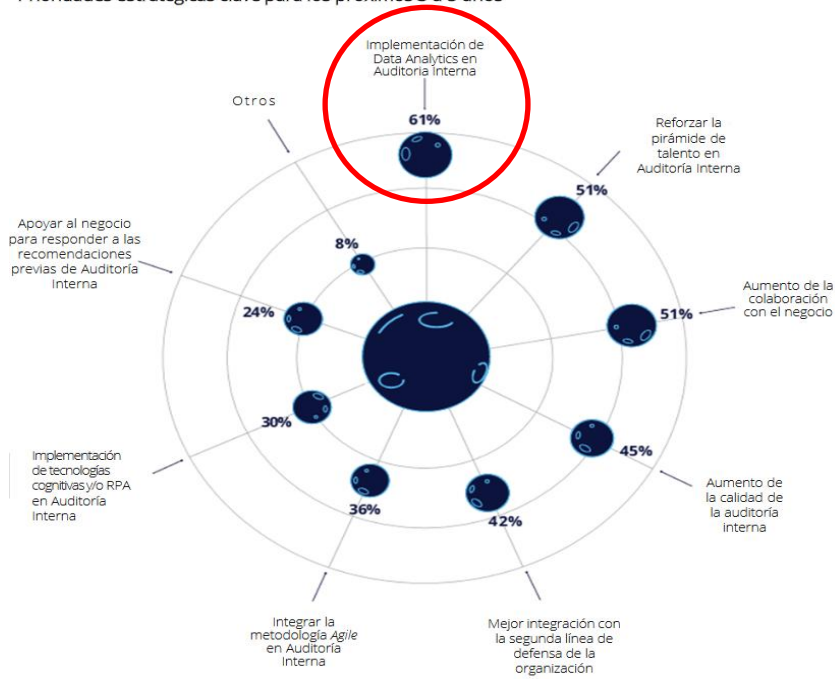 Implementación de
Data Analytics en
Auditoria Interna
61%
Reforzar la
pirámide de
talento en
Auditoría Interna
51%
Aumento de la
colaboración
con el negocio
51%
45%
Aumento de
la calidad de
la auditoría
interna
42%
Mejor integración con
la segunda línea de
defensa de la
organización
36%
Integrar la
metodología Agile
en Auditoría
Interna
30%
Implementación
de tecnologías
cognitivas y/o RPA
en Auditoría
Interna
24%
Apoyar al negocio
para responder a las
recomendaciones
previas de Auditoría
Interna
8%
Otros